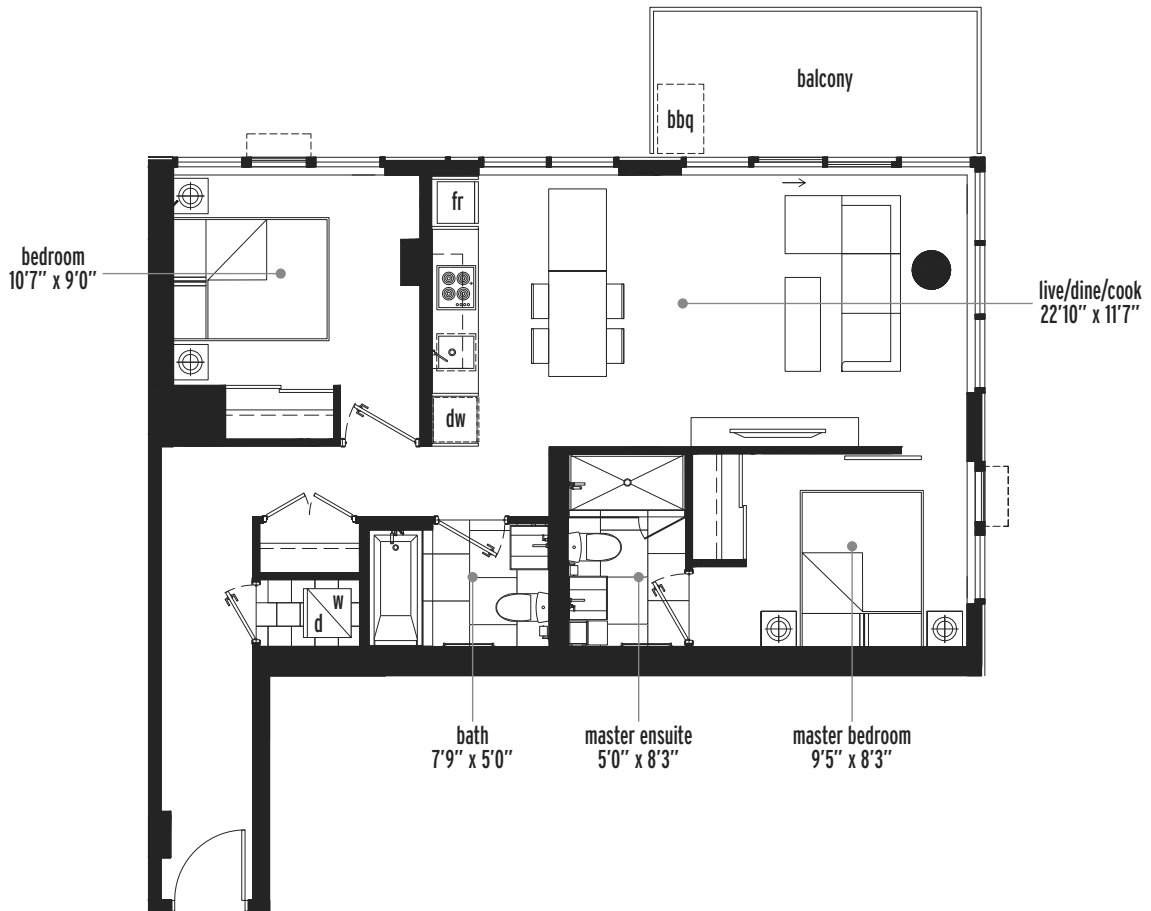 balcony
bbq
fr
bedroom
10'7" x 9'0"
live/dine/cook
22'10" x 11'7"
dw
w
d
bath
7'9" x 5'0"
master ensuite
5'0" x 8'3"
master bedroom
9'5" x 8'3"